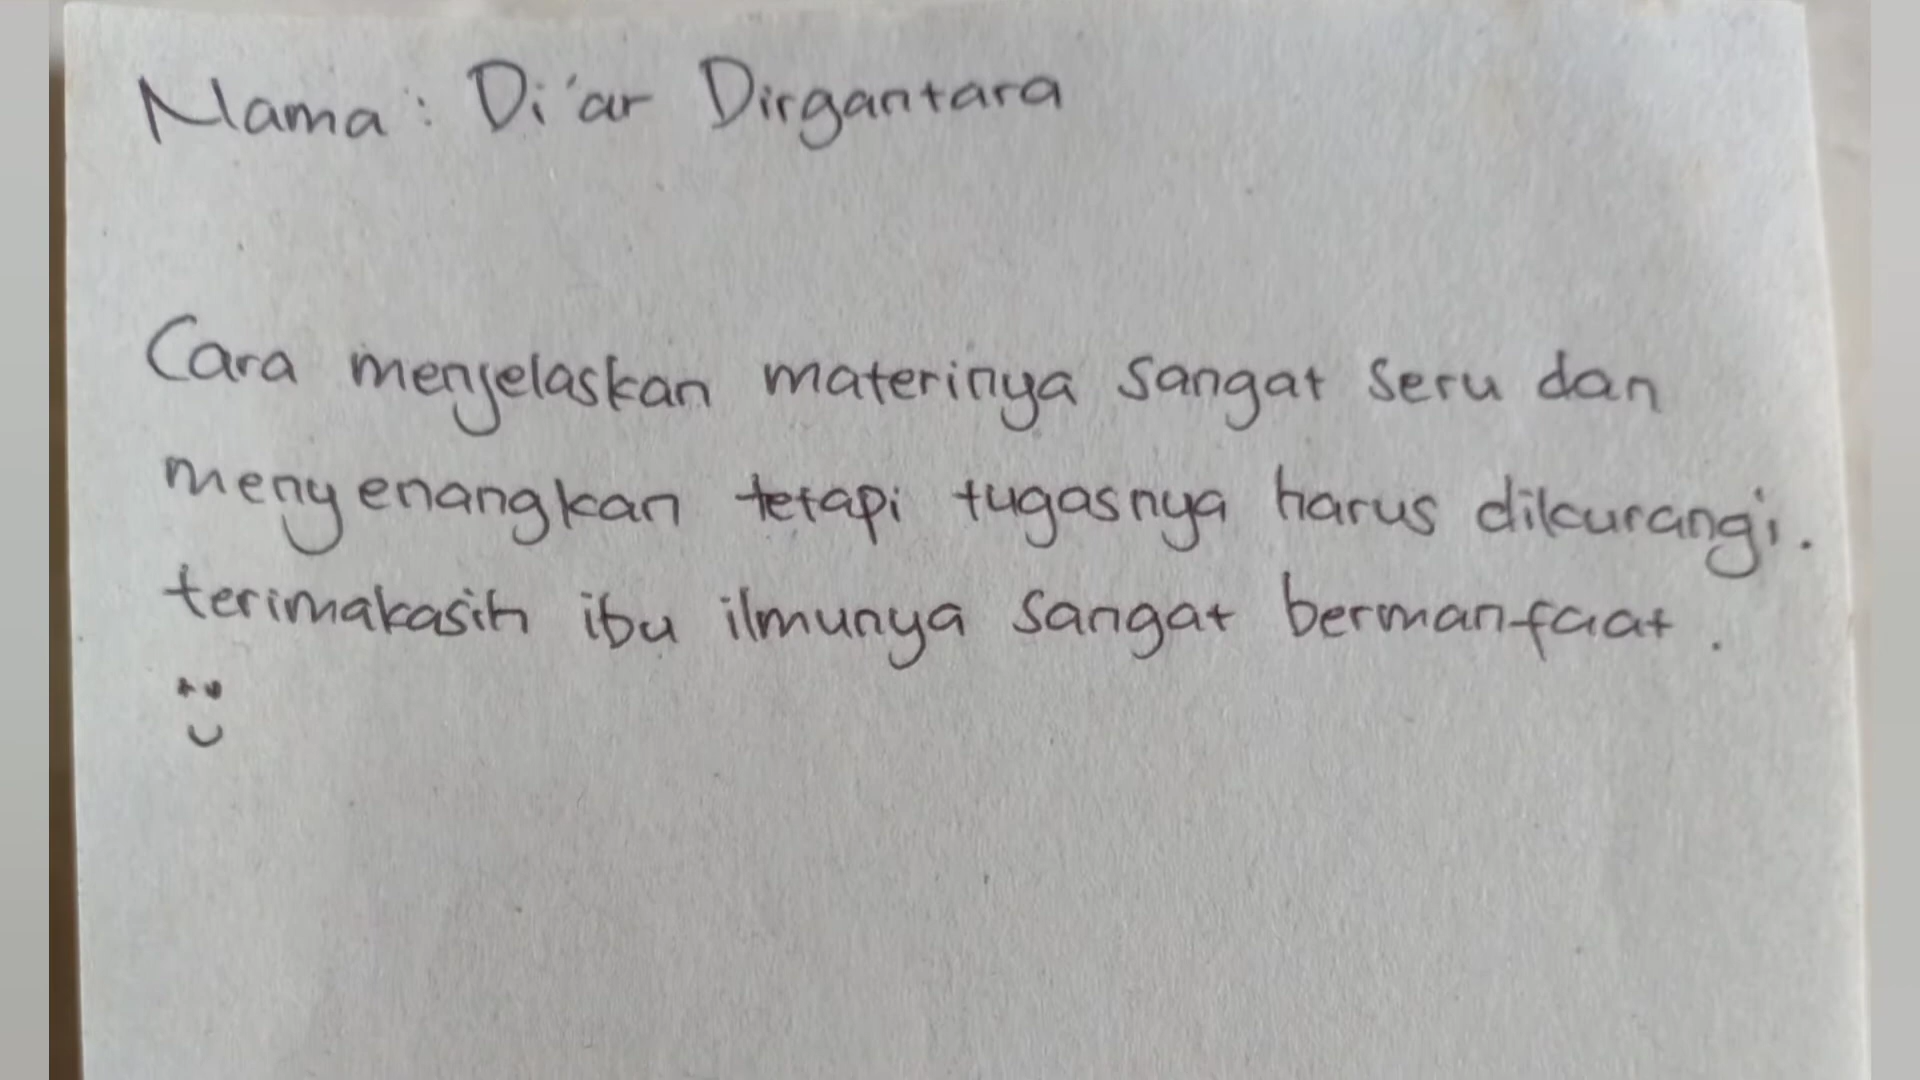 Nama : Di'ar Dirgantara
Cara menjelaskan materinya sangat seru dan
menyenangkan tetapi tugasnya harus dikurangi.
terimakasih ibu ilmunya sangat bermanfaat.